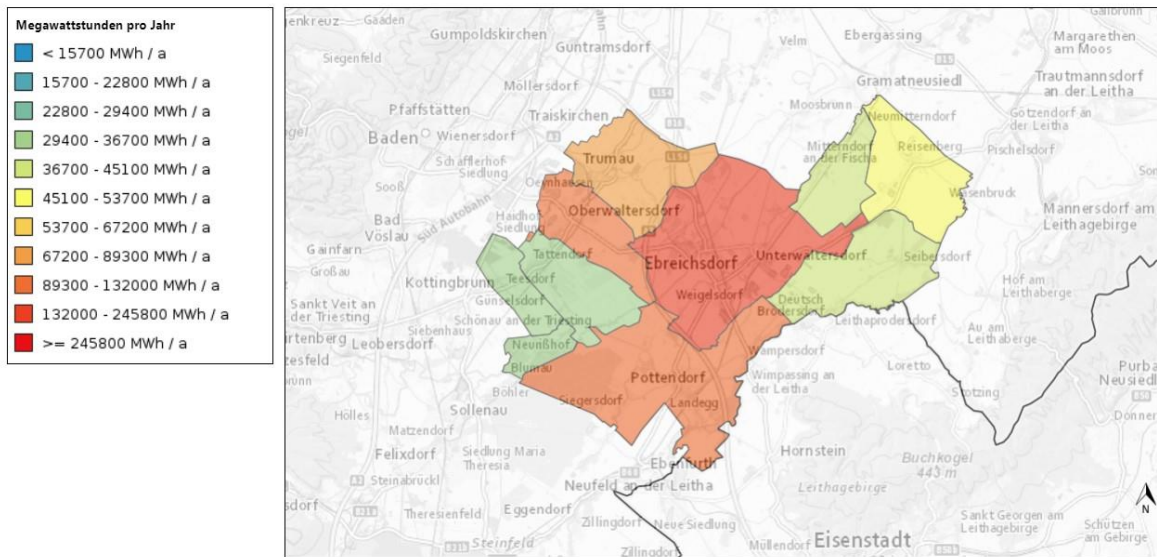 Megawattstunden pro Jahr
< 15700 MWh / a
15700 - 22800 MWh / a
22800 - 29400 MWh / a
29400 - 36700 MWh / a
36700 - 45100 MWh / a
45100 - 53700 MWh / a
53700 - 67200 MWh / a
67200 - 89300 MWh / a
89300 - 132000 MWh / a
132000 - 245800 MWh / a
>= 245800 MWh / a
Gaaden
Gumpoldskirchen
Velm
Ebergassing
Margarethen
am Moos
Siegenfeld
Guntramsdorf
Möllersdorf
Gramatneusiedl
Trautmannsdorf
an der Leitha
Pfaffstätten
Traiskirchen
Moosbrunn
Neumitterndorf
Götzendorf an
der Leitha
Baden
Wienersdorf
Mitterndorf
an der Fischa
Reisenberg
Pischelsdorf
Schafflerhof
Siedlung
Trumau
Sooß
Oeynhausen
Wasenbruck
Bad
Vöslau
Süd Autobahn
Haidhof
Siedlung
Oberwaltersdorf
Mannersdorf am
Leithagebirge
Gainfarn
Großau
Tattendorf
Ebreichsdorf
Unterwaltersdorf
Seibersdorf
Kottingbrunn
Teesdorf
Hof am
Leithaberge
Sankt Veit an
der Triesting
Günselsdorf
Weigelsdorf
Deutsch
Brodersdorf
Schönau an der Triesting
Siebenhaus
Leithaprodersdorf
Au am
Leithaberge
Leobersdorf
Neurißhof
Wampersdorf
Blumau
Pottendorf
Wimpassing an
der Leitha
Loretto
Stotzing
Purba
Neusiedl
Böhler
Siegersdorf
Landegg
Hölles
Sollenau
Donner
Matzendorf
Siedlung Maria
Theresia
Hornstein
Buchkogel
443 m
Felixdorf
Ebenfurth
Steinabrückl
Neufeld an der Leitha
Leithagebirge
N
Theresienfeld
Eggendorf
Zillingdorf
Neue Siedlung
Sankt Georgen am
Leithagebirge
Schützen
am Gebirge
Steinfeld
Zillingdorf
Müllendorf
Eisenstadt